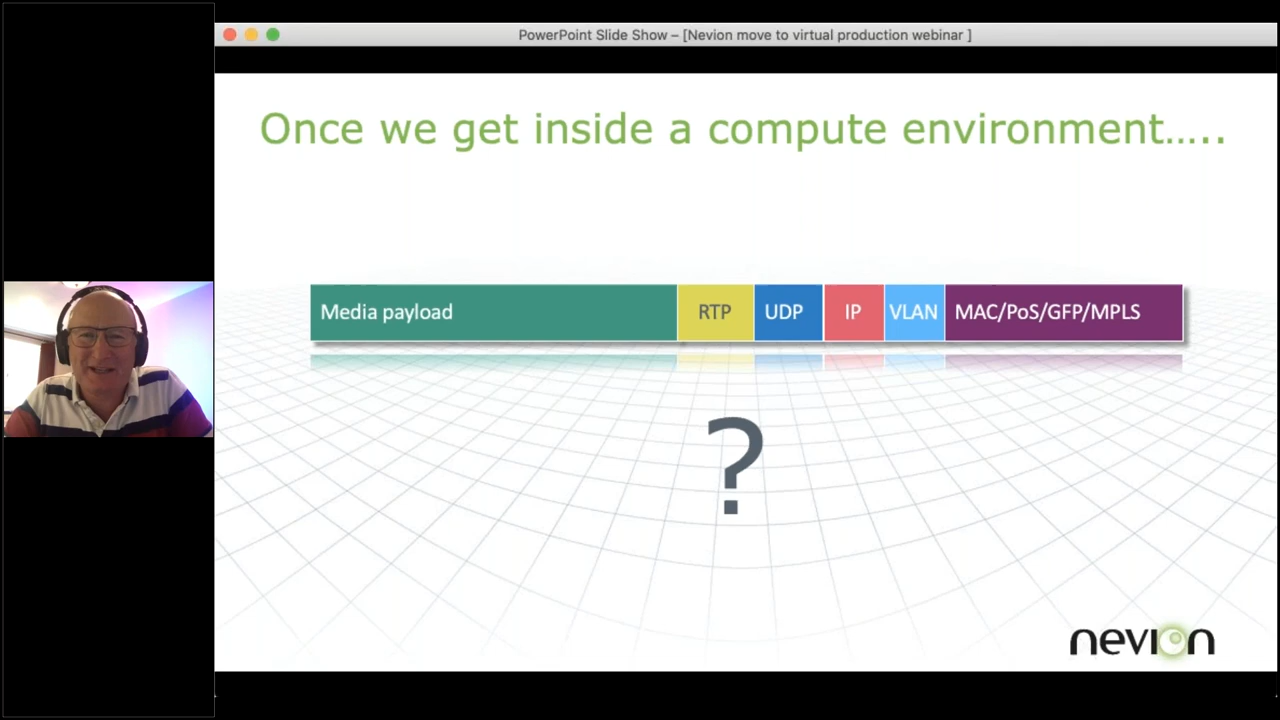 PowerPoint Slide Show – [Nevion move to virtual production webinar ]
Once we get inside a compute environment.....
Media payload RTP UDP IP VLAN MAC/PoS/GFP/MPLS
?
nevion